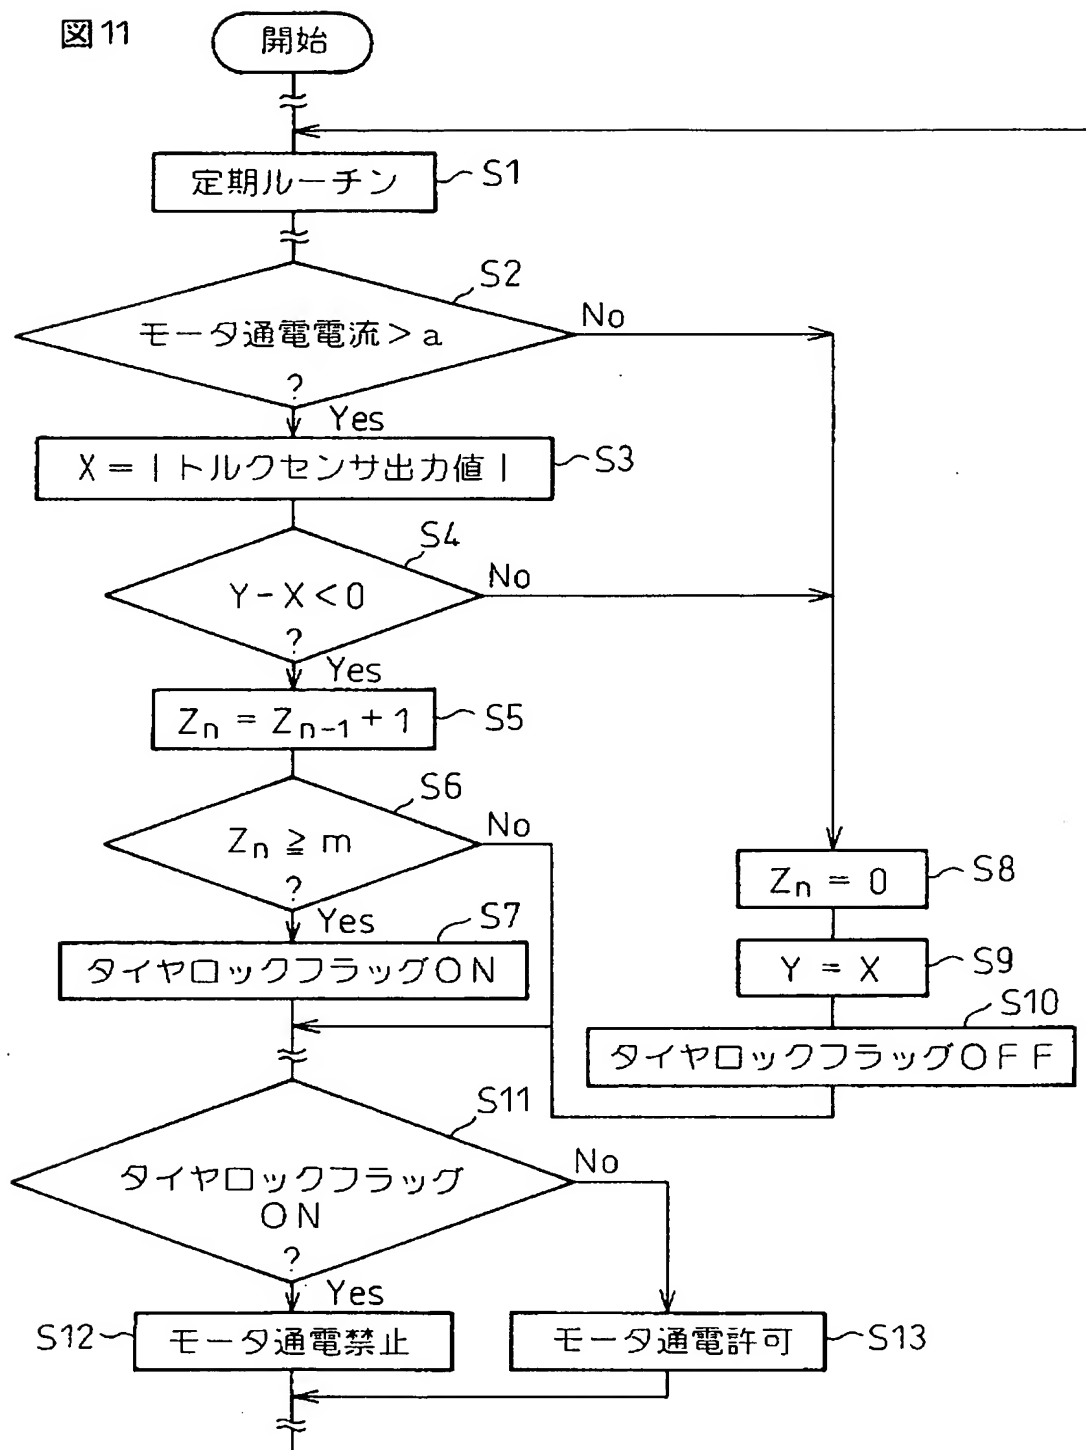 図11
開始
定期ルーチン
S1
S2
モータ通電電流>a
?
No
Yes
X=|トルクセンサ出力値|
S3
S4
Y-X<0
?
No
Yes
Zn = Zn-1 + 1
S5
S6
Zn ≧ m
?
No
Yes
S7
タイヤロックフラッグON
Zn = 0
S8
Y = X
S9
S10
タイヤロックフラッグOFF
S11
タイヤロックフラッグ
ON
?
No
Yes
S12
モータ通電禁止
モータ通電許可
S13